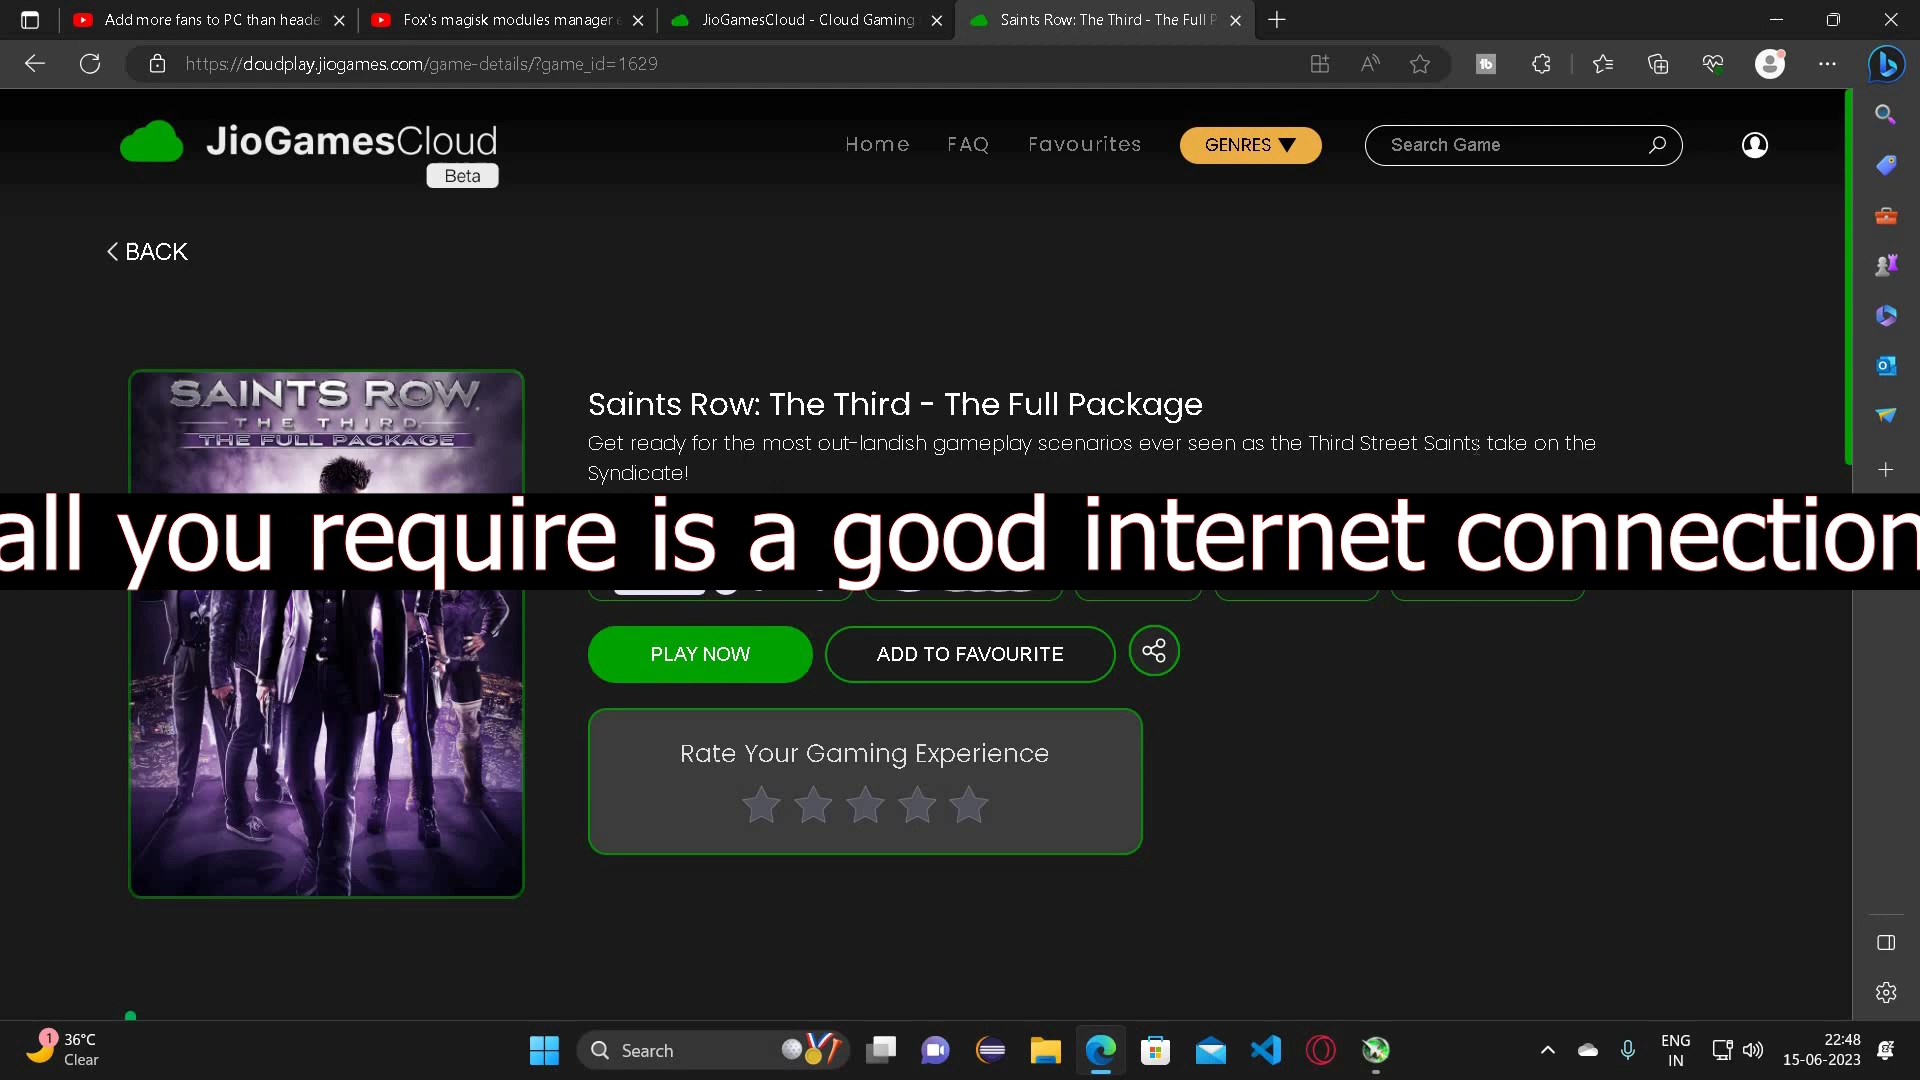 Add more fans to PC than heade
Fox's magisk modules manager e
JioGamesCloud - Cloud Gaming
Saints Row: The Third - The Full P
https://cloudplay.jiogames.com/game-details/?game_id=1629
JioGamesCloud
Beta
Home
FAQ
Favourites
GENRES ▼
Search Game
BACK
SAINTS ROW
THE THIRD
THE FULL PACKAGE
Saints Row: The Third - The Full Package
Get ready for the most out-landish gameplay scenarios ever seen as the Third Street Saints take on the
Syndicate!
all you require is a good internet connection
PLAY NOW
ADD TO FAVOURITE
Rate Your Gaming Experience
1
36°C
Clear
Search
ENG
IN
22:48
15-06-2023